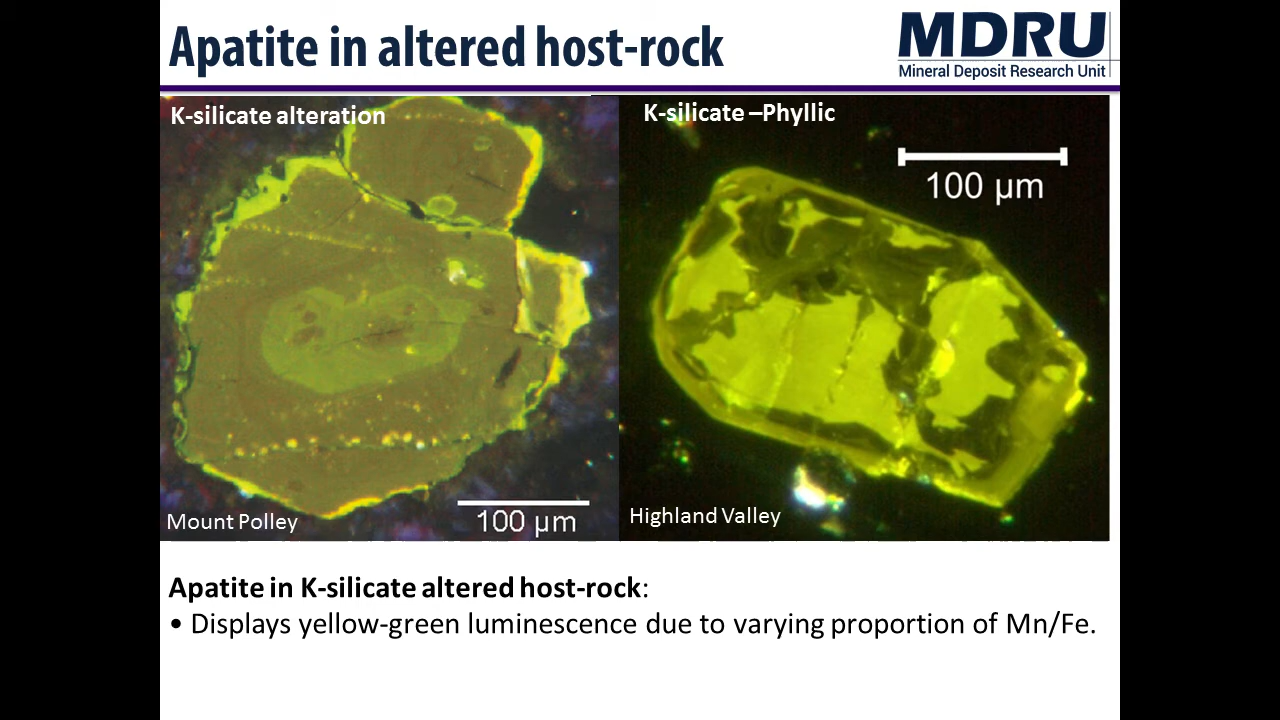 Apatite in altered host-rock
MDRU
Mineral Deposit Research Unit
K-silicate alteration
K-silicate –Phyllic
100 µm
100 µm
Mount Polley
Highland Valley
Apatite in K-silicate altered host-rock:
• Displays yellow-green luminescence due to varying proportion of Mn/Fe.